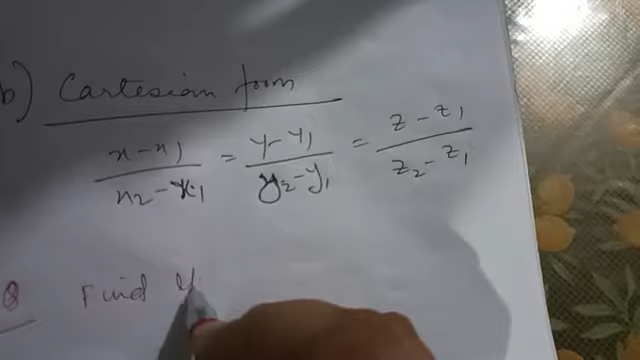 b) Cartesian form
x - x1 / x2 - x1 = y - y1 / y2 - y1 = z - z1 / z2 - z1
Q Find